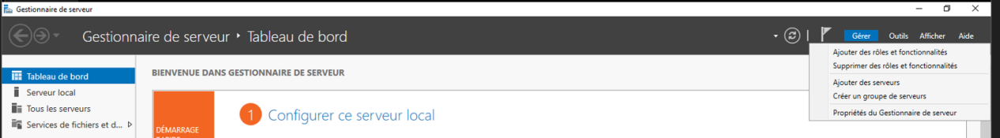 Gestionnaire de serveur
Gestionnaire de serveur • Tableau de bord
Gérer Outils Afficher Aide
Ajouter des rôles et fonctionnalités
Supprimer des rôles et fonctionnalités
Ajouter des serveurs
Créer un groupe de serveurs
Propriétés du Gestionnaire de serveur
Tableau de bord
Serveur local
Tous les serveurs
Services de fichiers et d...
BIENVENUE DANS GESTIONNAIRE DE SERVEUR
DÉMARRAGE
1 Configurer ce serveur local